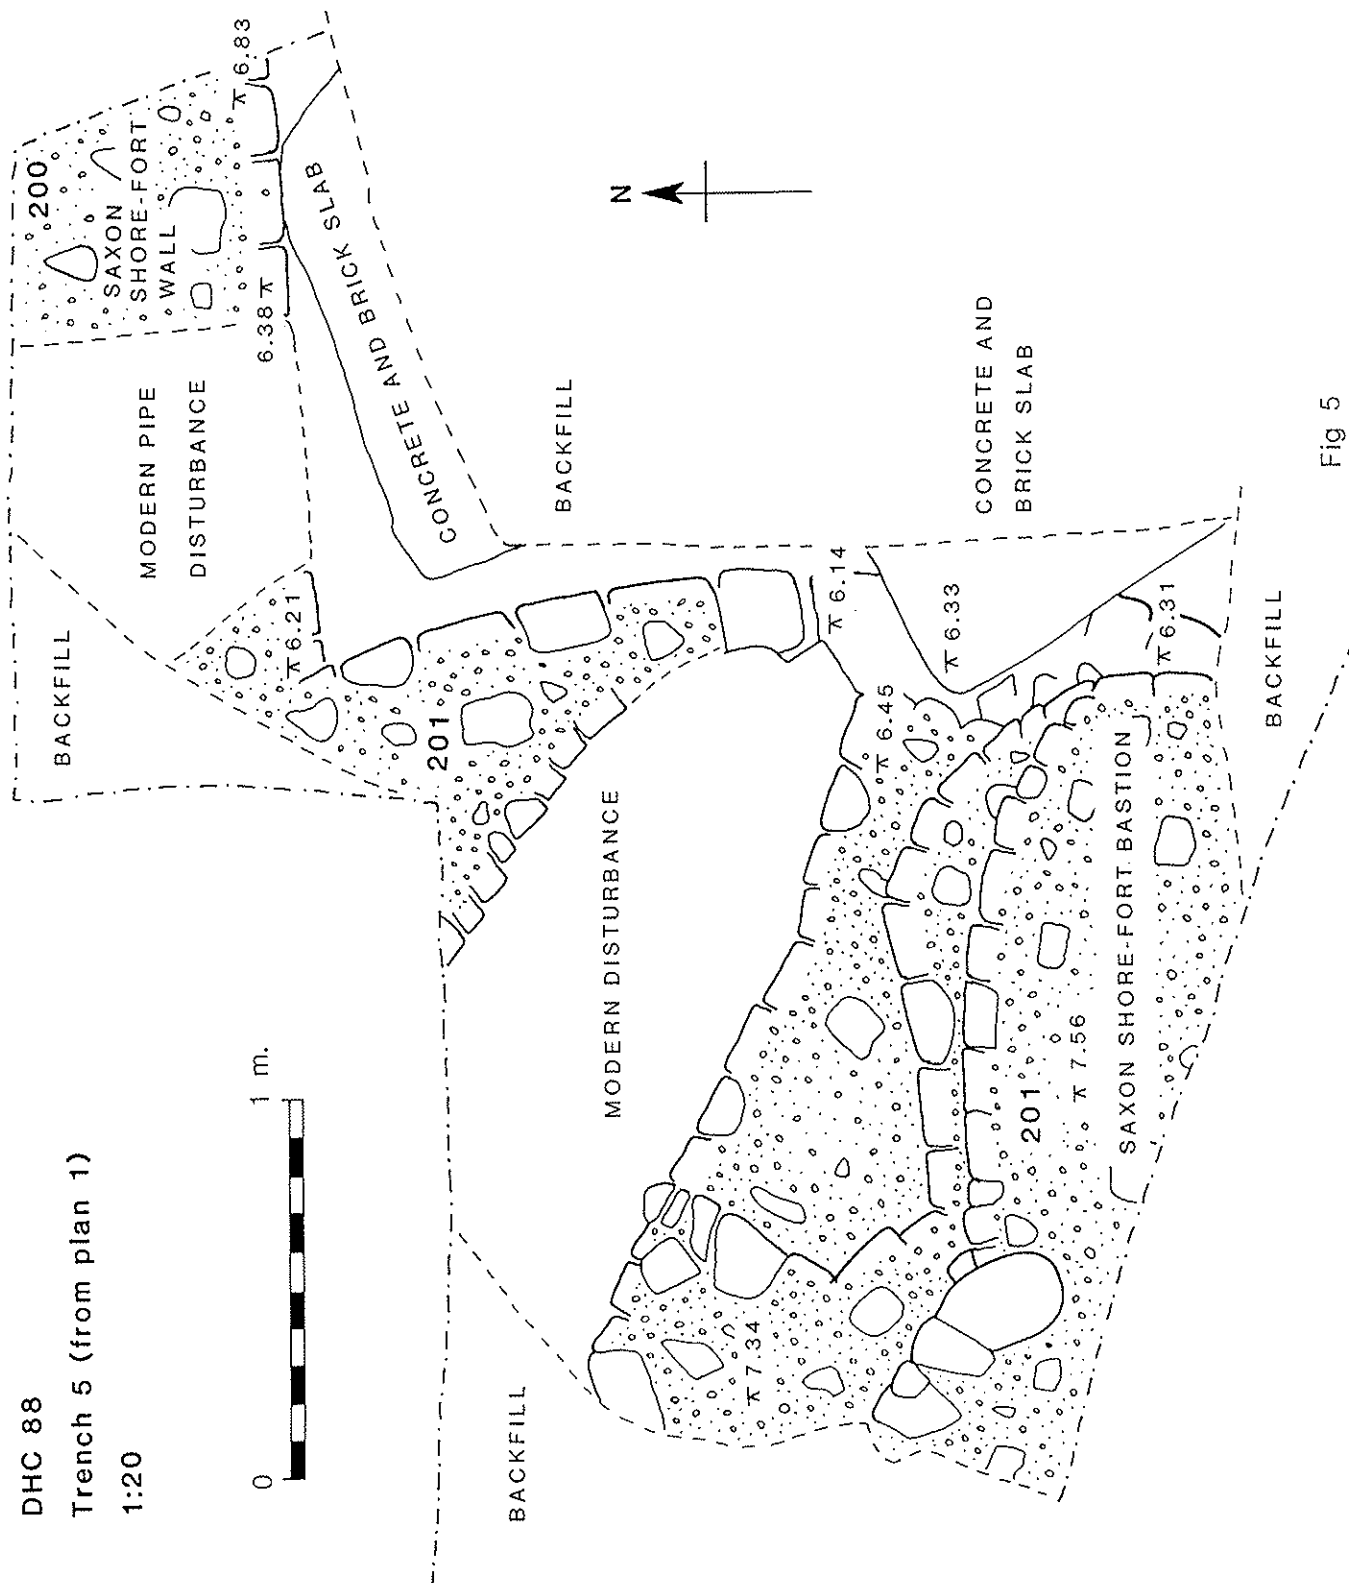 DHC 88
Trench 5 (from plan 1)
1:20
0
1 m.
BACKFILL
MODERN PIPE
DISTURBANCE
200
SAXON
SHORE-FORT
WALL
6.83
6.38
CONCRETE AND BRICK SLAB
6.21
201
N
BACKFILL
BACKFILL
MODERN DISTURBANCE
6.14
6.45
6.33
6.31
CONCRETE AND
BRICK SLAB
7.34
201
7.56
SAXON SHORE-FORT BASTION
BACKFILL
Fig 5